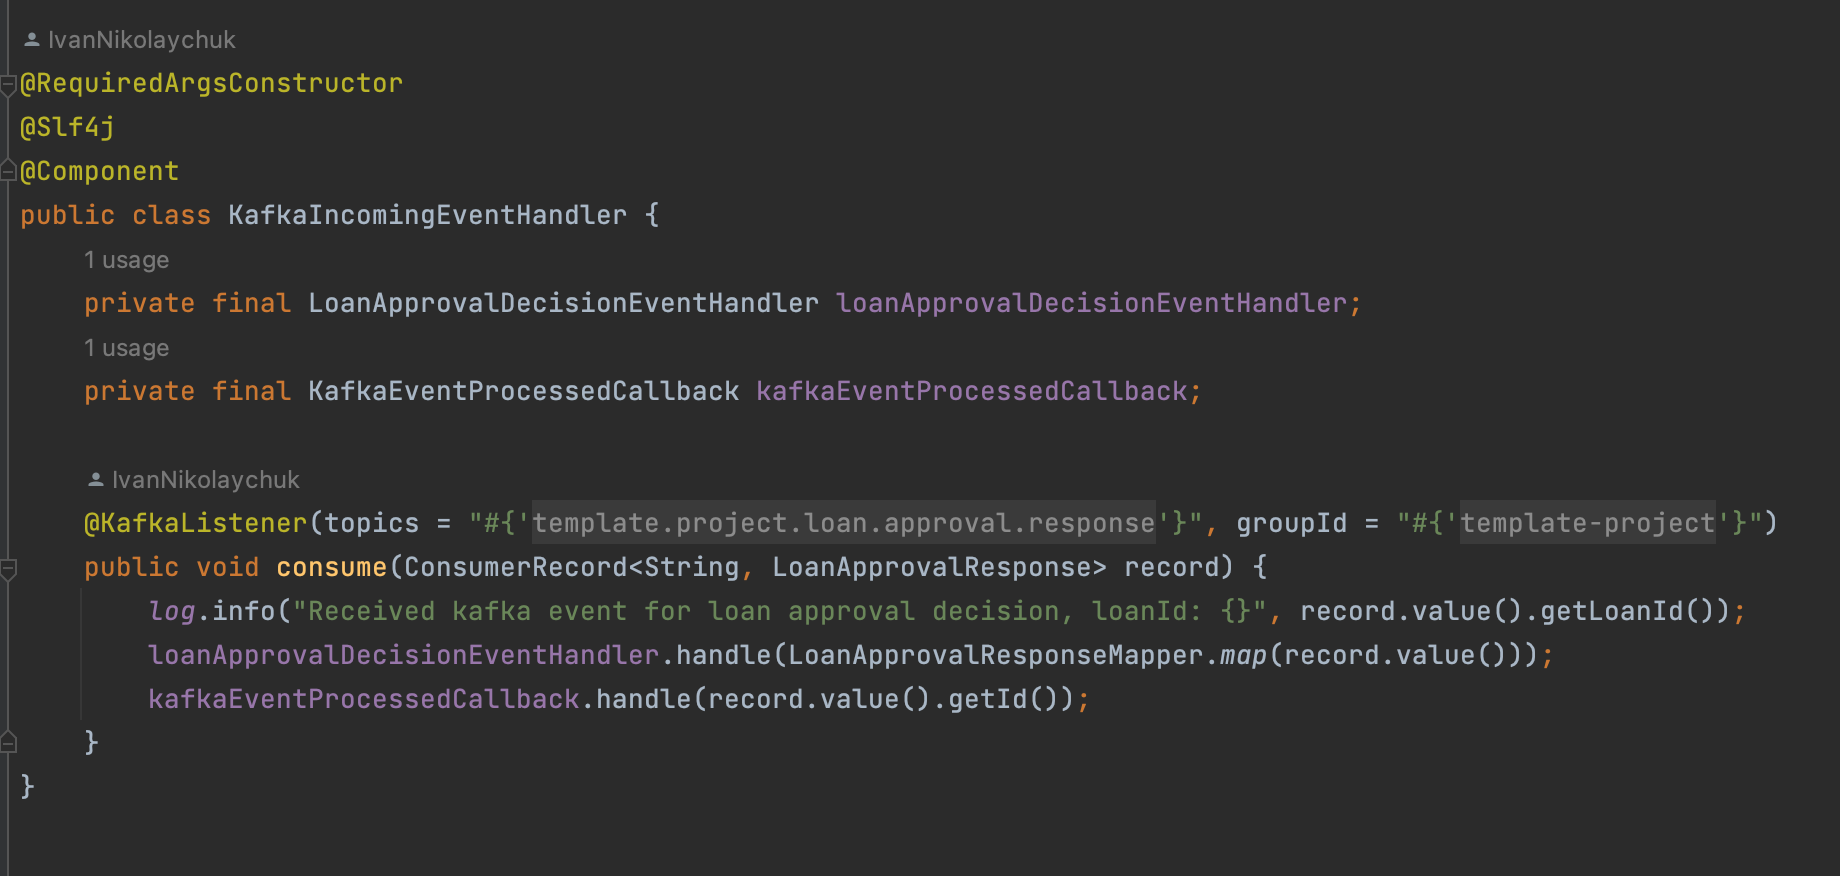 IvanNikolaychuk
@RequiredArgsConstructor
@Slf4j
@Component
public class KafkaIncomingEventHandler {
1 usage
private final LoanApprovalDecisionEventHandler loanApprovalDecisionEventHandler;
1 usage
private final KafkaEventProcessedCallback kafkaEventProcessedCallback;
IvanNikolaychuk
@KafkaListener(topics = "#{'template.project.loan.approval.response'}", groupId = "#{'template-project'}")
public void consume(ConsumerRecord<String, LoanApprovalResponse> record) {
log.info("Received kafka event for loan approval decision, loanId: {}", record.value().getLoanId());
loanApprovalDecisionEventHandler.handle(LoanApprovalResponseMapper.map(record.value()));
kafkaEventProcessedCallback.handle(record.value().getId());
}
}